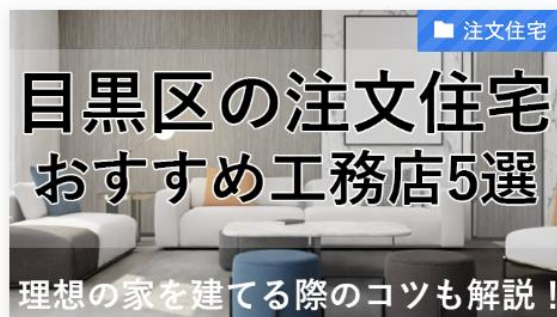 注文住宅
目黒区の注文住宅
おすすめ工務店5選
理想の家を建てる際のコツも解説！